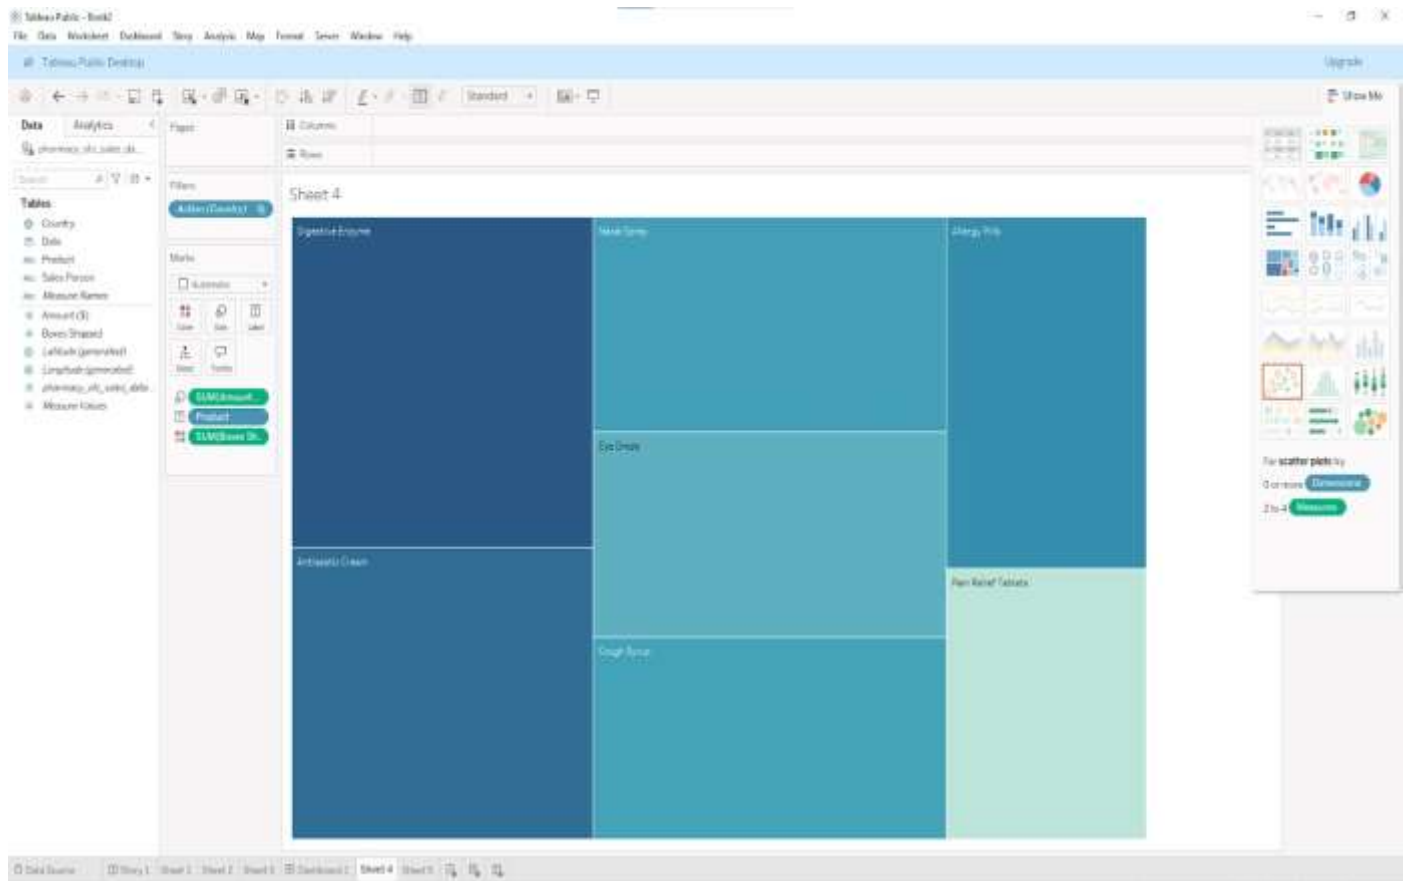 Tableau Public - Book2
File Data Worksheet Dashboard Story Analysis Map Format Server Window Help
Tableau Public Desktop
Upgrade
Standard
Show Me
Data Analytics
Pages
Columns
Rows
Filters
Search
Tables
Country
Date
Product
Sales Person
Measure Names
Amount ($)
Boxes Shipped
Latitude (generated)
Longitude (generated)
Measure Values
Action (Country)
Marks
Automatic
Color Size Label
Detail Tooltip
SUM(Amount..
Product
SUM(Boxes Sh..
Sheet 4
Digestive Enzyme
Nasal Spray
Allergy Pills
Eye Drops
Antiseptic Cream
Pain Relief Tablets
Cough Syrup
For scatter plots try
0 or more Dimensions
2 to 4 Measures
Data Source Story 1 Sheet 1 Sheet 2 Sheet 3 Dashboard 1 Sheet 4